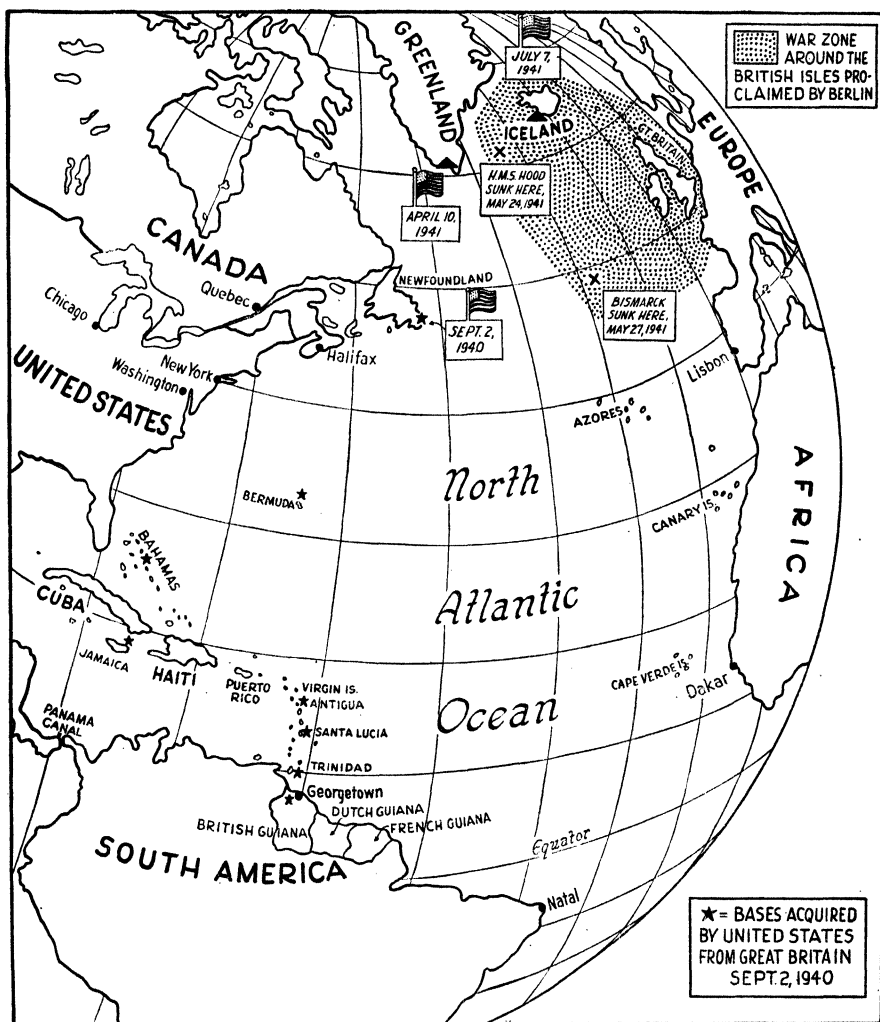 GREENLAND
JULY 7,
1941
WAR ZONE
AROUND THE
BRITISH ISLES PRO-
CLAIMED BY BERLIN
ICELAND
GT. BRITAIN
EUROPE
H.M.S. HOOD
SUNK HERE,
MAY 24, 1941
APRIL 10,
1941
CANADA
NEWFOUNDLAND
Quebec
Chicago
BISMARCK
SUNK HERE,
MAY 27, 1941
SEPT. 2,
1940
Halifax
New York
Washington
UNITED STATES
Lisbon
AZORES
North
AFRICA
BERMUDA
CANARY IS.
BAHAMAS
Atlantic
CUBA
JAMAICA
HAITI
PUERTO
RICO
VIRGIN IS.
ANTIGUA
CAPE VERDE IS.
Dakar
Ocean
PANAMA
CANAL
SANTA LUCIA
TRINIDAD
Georgetown
DUTCH GUIANA
BRITISH GUIANA
FRENCH GUIANA
Equator
SOUTH AMERICA
Natal
★ = BASES ACQUIRED
BY UNITED STATES
FROM GREAT BRITAIN
SEPT. 2, 1940